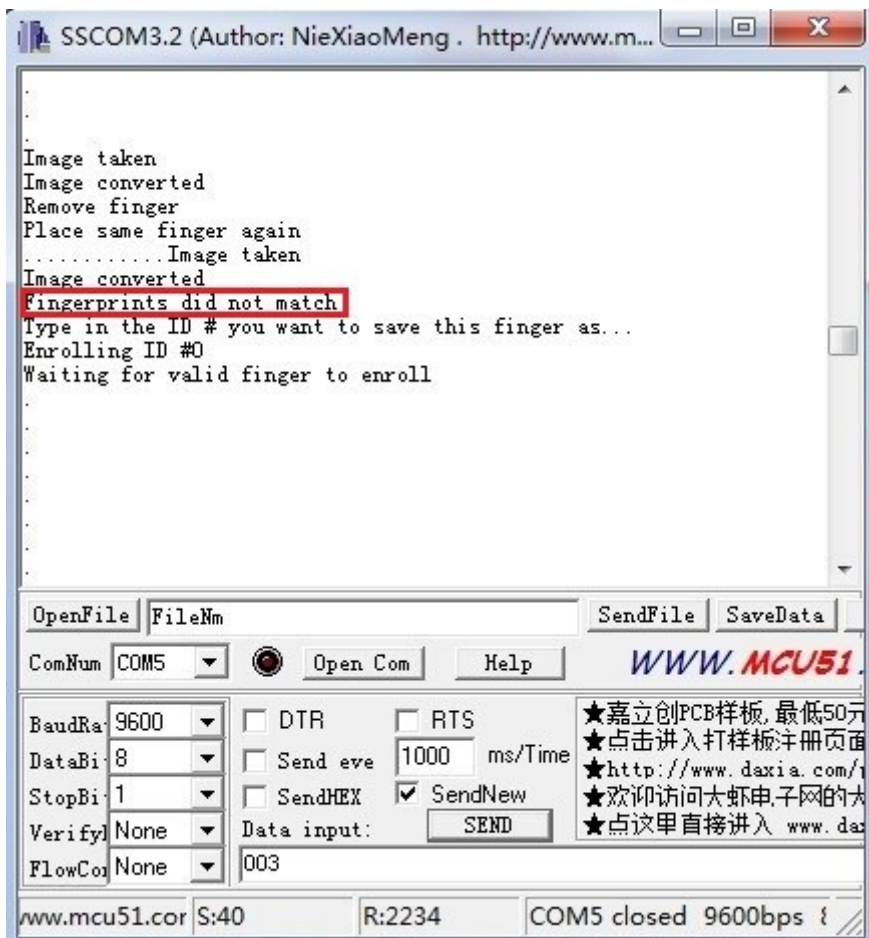 SSCOM3.2 (Author: NieXiaoMeng . http://www.m...
.
.
.
Image taken
Image converted
Remove finger
Place same finger again
............Image taken
Image converted
Fingerprints did not match
Type in the ID # you want to save this finger as...
Enrolling ID #0
Waiting for valid finger to enroll
.
.
.
.
.
.
.
.
OpenFile FileNm SendFile SaveData
ComNum COM5 Open Com Help WWW.MCU51.
BaudRa 9600 DTR RTS
DataBi 8 Send eve 1000 ms/Time
StopBi 1 SendHEX SendNew
Verify None Data input: SEND
FlowCo None 003
★嘉立创PCB样板,最低50元
★点击进入打样板注册页面
★http://www.daxia.com/
★欢迎访问大虾电子网的大
★点这里直接进入 www.da
www.mcu51.cor S:40 R:2234 COM5 closed 9600bps 8